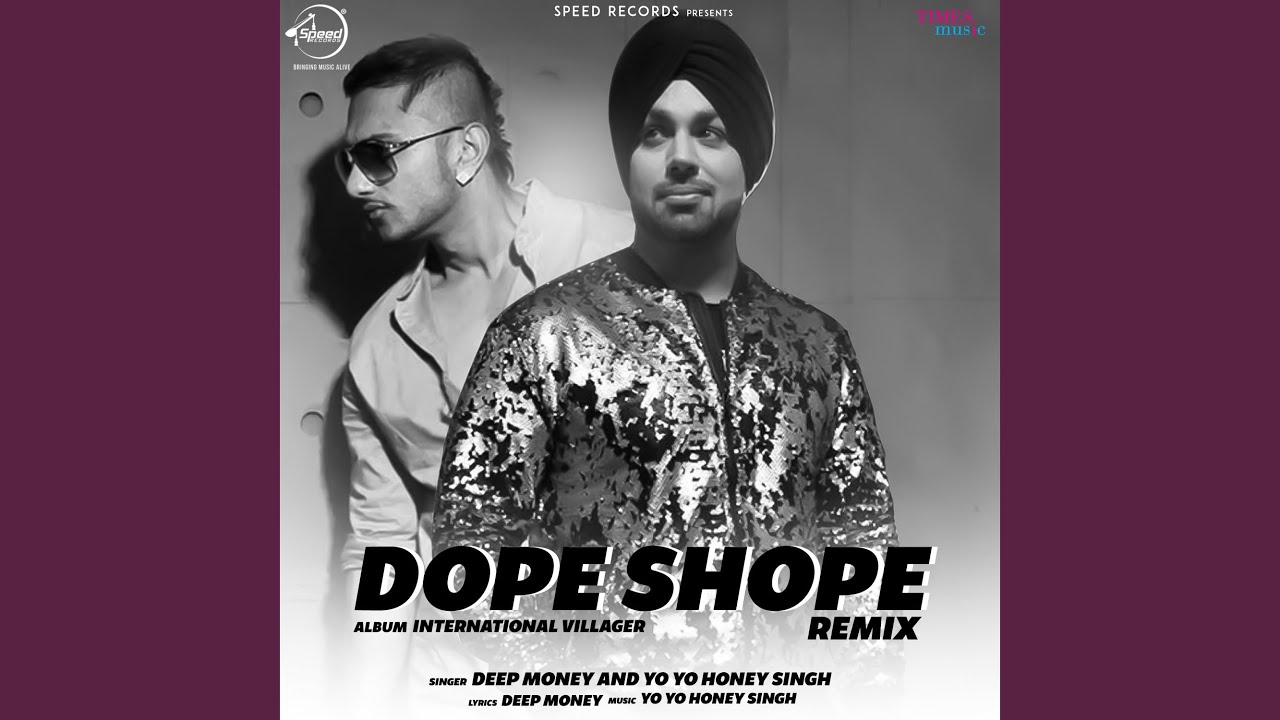 SPEED RECORDS PRESENTS
Speed
RECORDS
BRINGING MUSIC ALIVE
TIMES
music
DOPE SHOPE
ALBUM INTERNATIONAL VILLAGER
REMIX
SINGER DEEP MONEY AND YO YO HONEY SINGH
LYRICS DEEP MONEY MUSIC YO YO HONEY SINGH